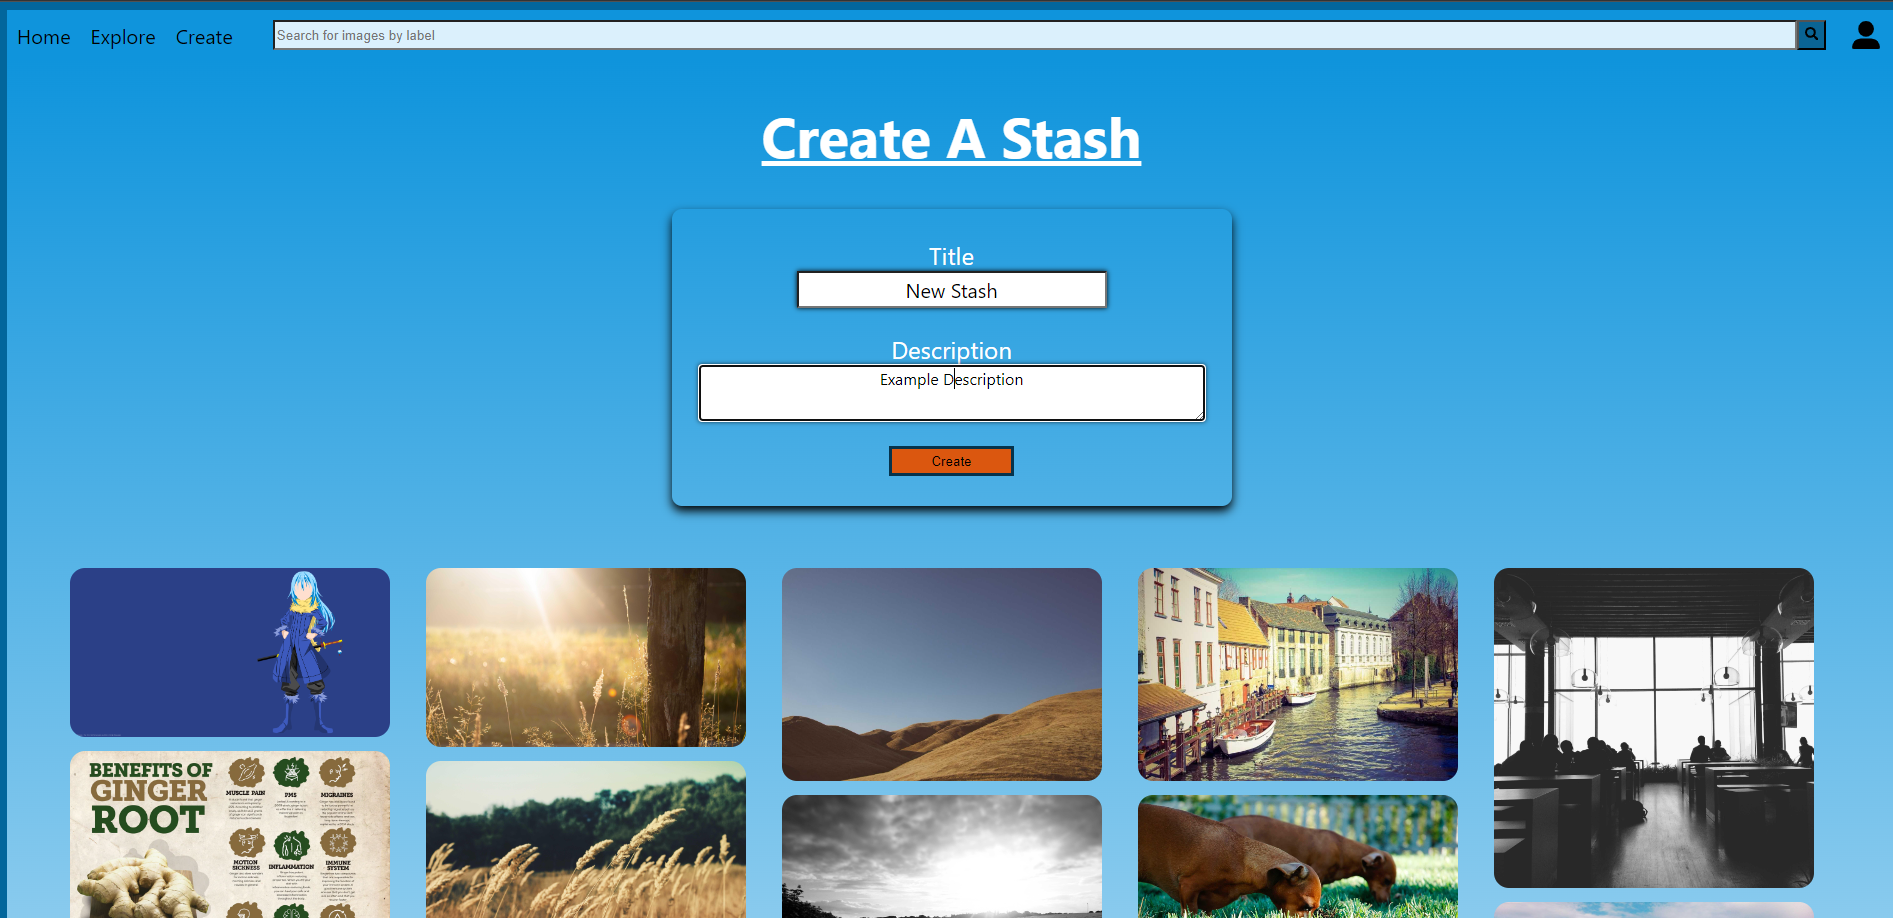 Home Explore Create Search for images by label
Create A Stash
Title
New Stash
Description
Example Description
Create
BENEFITS OF
GINGER
ROOT
MUSCLE PAIN PMS MIGRAINES
MOTION
SICKNESS INFLAMMATION IMMUNE
SYSTEM